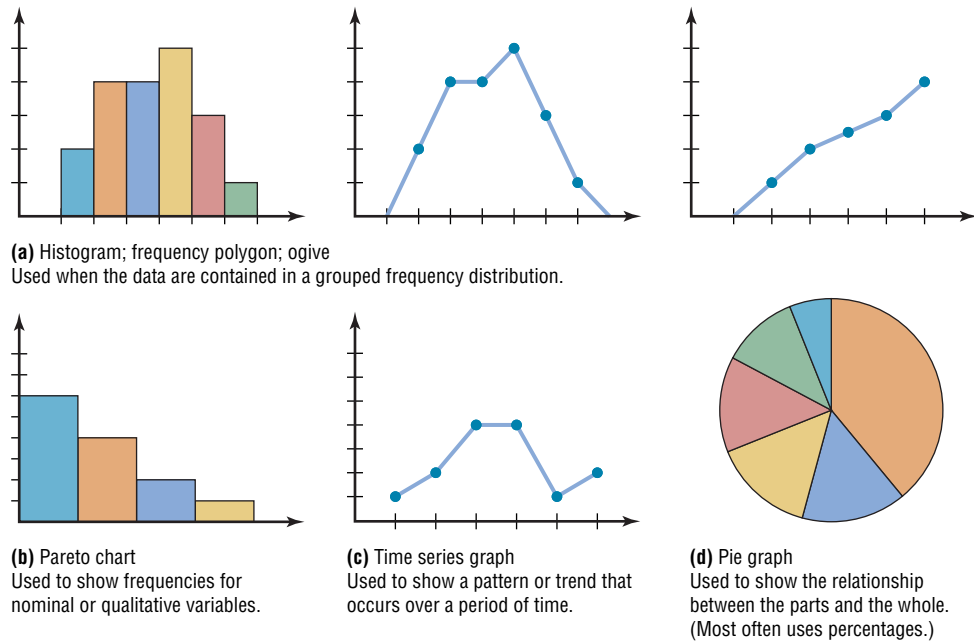 (a) Histogram; frequency polygon; ogive
Used when the data are contained in a grouped frequency distribution.
(b) Pareto chart
Used to show frequencies for
nominal or qualitative variables.
(c) Time series graph
Used to show a pattern or trend that
occurs over a period of time.
(d) Pie graph
Used to show the relationship
between the parts and the whole.
(Most often uses percentages.)